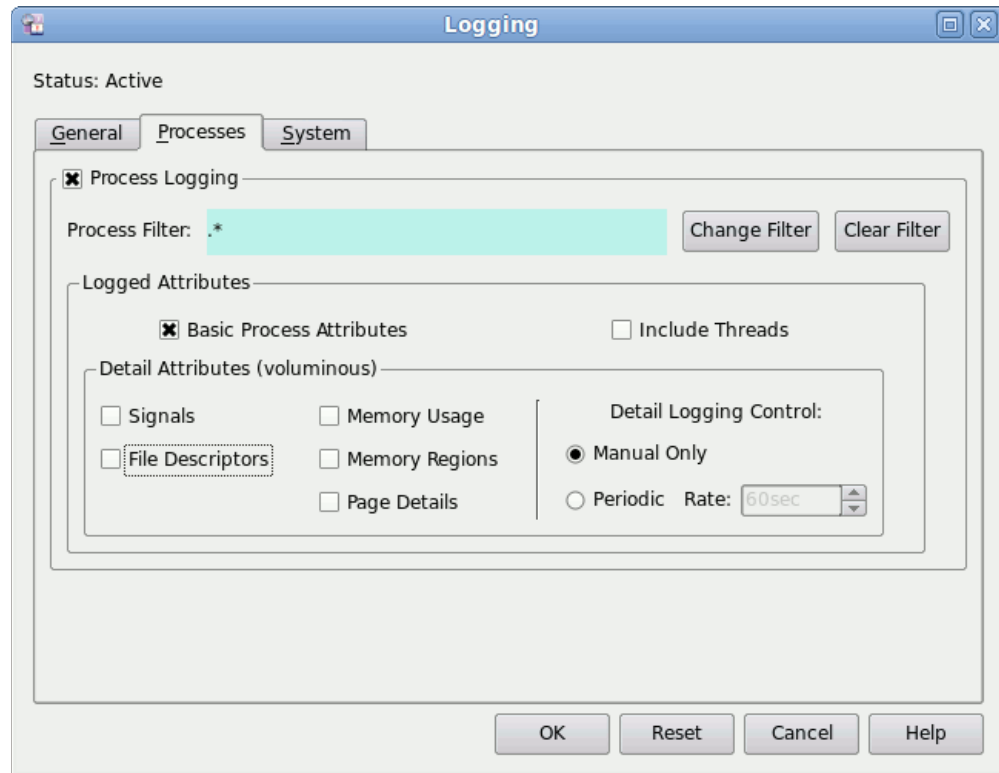 Logging
Status: Active
General Processes System
Process Logging
Process Filter: .* Change Filter Clear Filter
Logged Attributes
Basic Process Attributes Include Threads
Detail Attributes (voluminous)
Signals Memory Usage Detail Logging Control:
File Descriptors Memory Regions Manual Only
Page Details Periodic Rate: 60sec
OK Reset Cancel Help